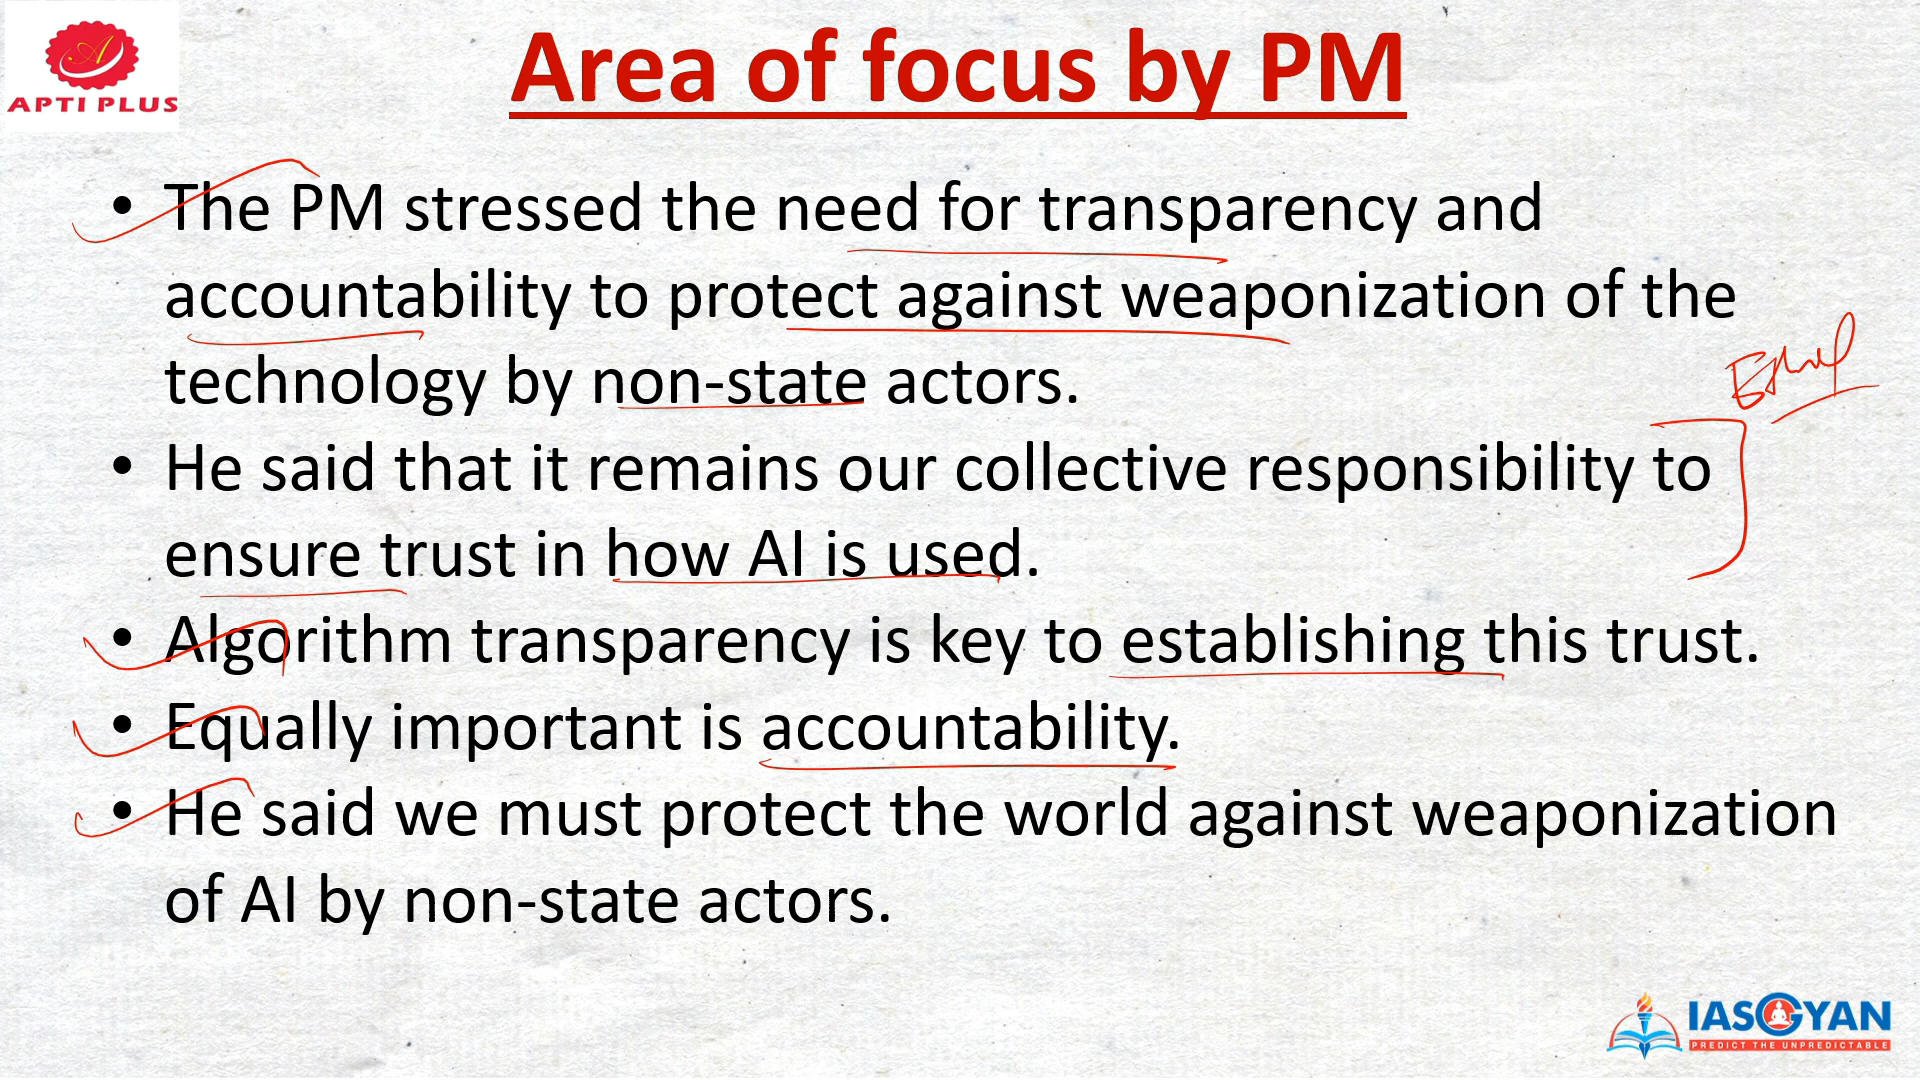 APTI PLUS
Area of focus by PM
• The PM stressed the need for transparency and
accountability to protect against weaponization of the
technology by non-state actors.
• He said that it remains our collective responsibility to
ensure trust in how AI is used.
• Algorithm transparency is key to establishing this trust.
• Equally important is accountability.
• He said we must protect the world against weaponization
of AI by non-state actors.
IASGYAN
PREDICT THE UNPREDICTABLE